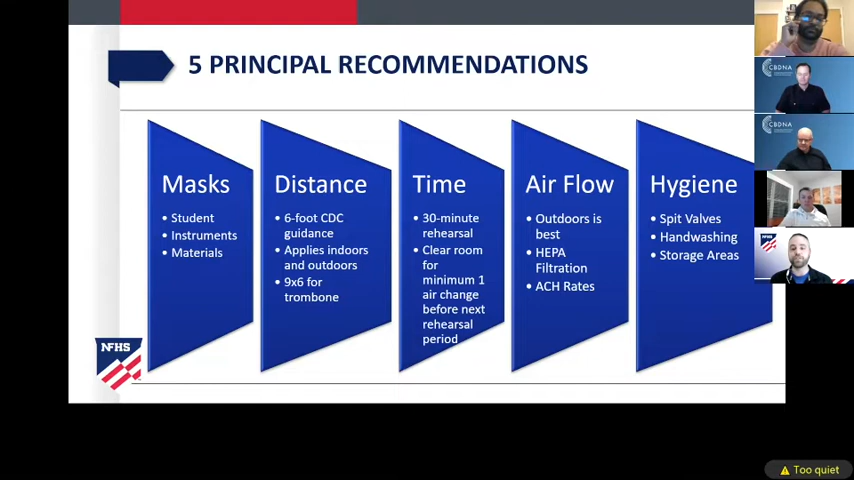 5 PRINCIPAL RECOMMENDATIONS
Masks
• Student
• Instruments
• Materials
Distance
• 6-foot CDC
guidance
• Applies indoors
and outdoors
• 9x6 for
trombone
Time
• 30-minute
rehearsal
• Clear room
for
minimum 1
air change
before next
rehearsal
period
Air Flow
• Outdoors is
best
• HEPA
Filtration
• ACH Rates
Hygiene
• Spit Valves
• Handwashing
• Storage Areas
NFHS
CBDNA
CBDNA
Too quiet